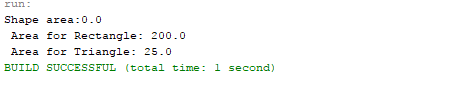 run:
Shape area:0.0
Area for Rectangle: 200.0
Area for Triangle: 25.0
BUILD SUCCESSFUL (total time: 1 second)